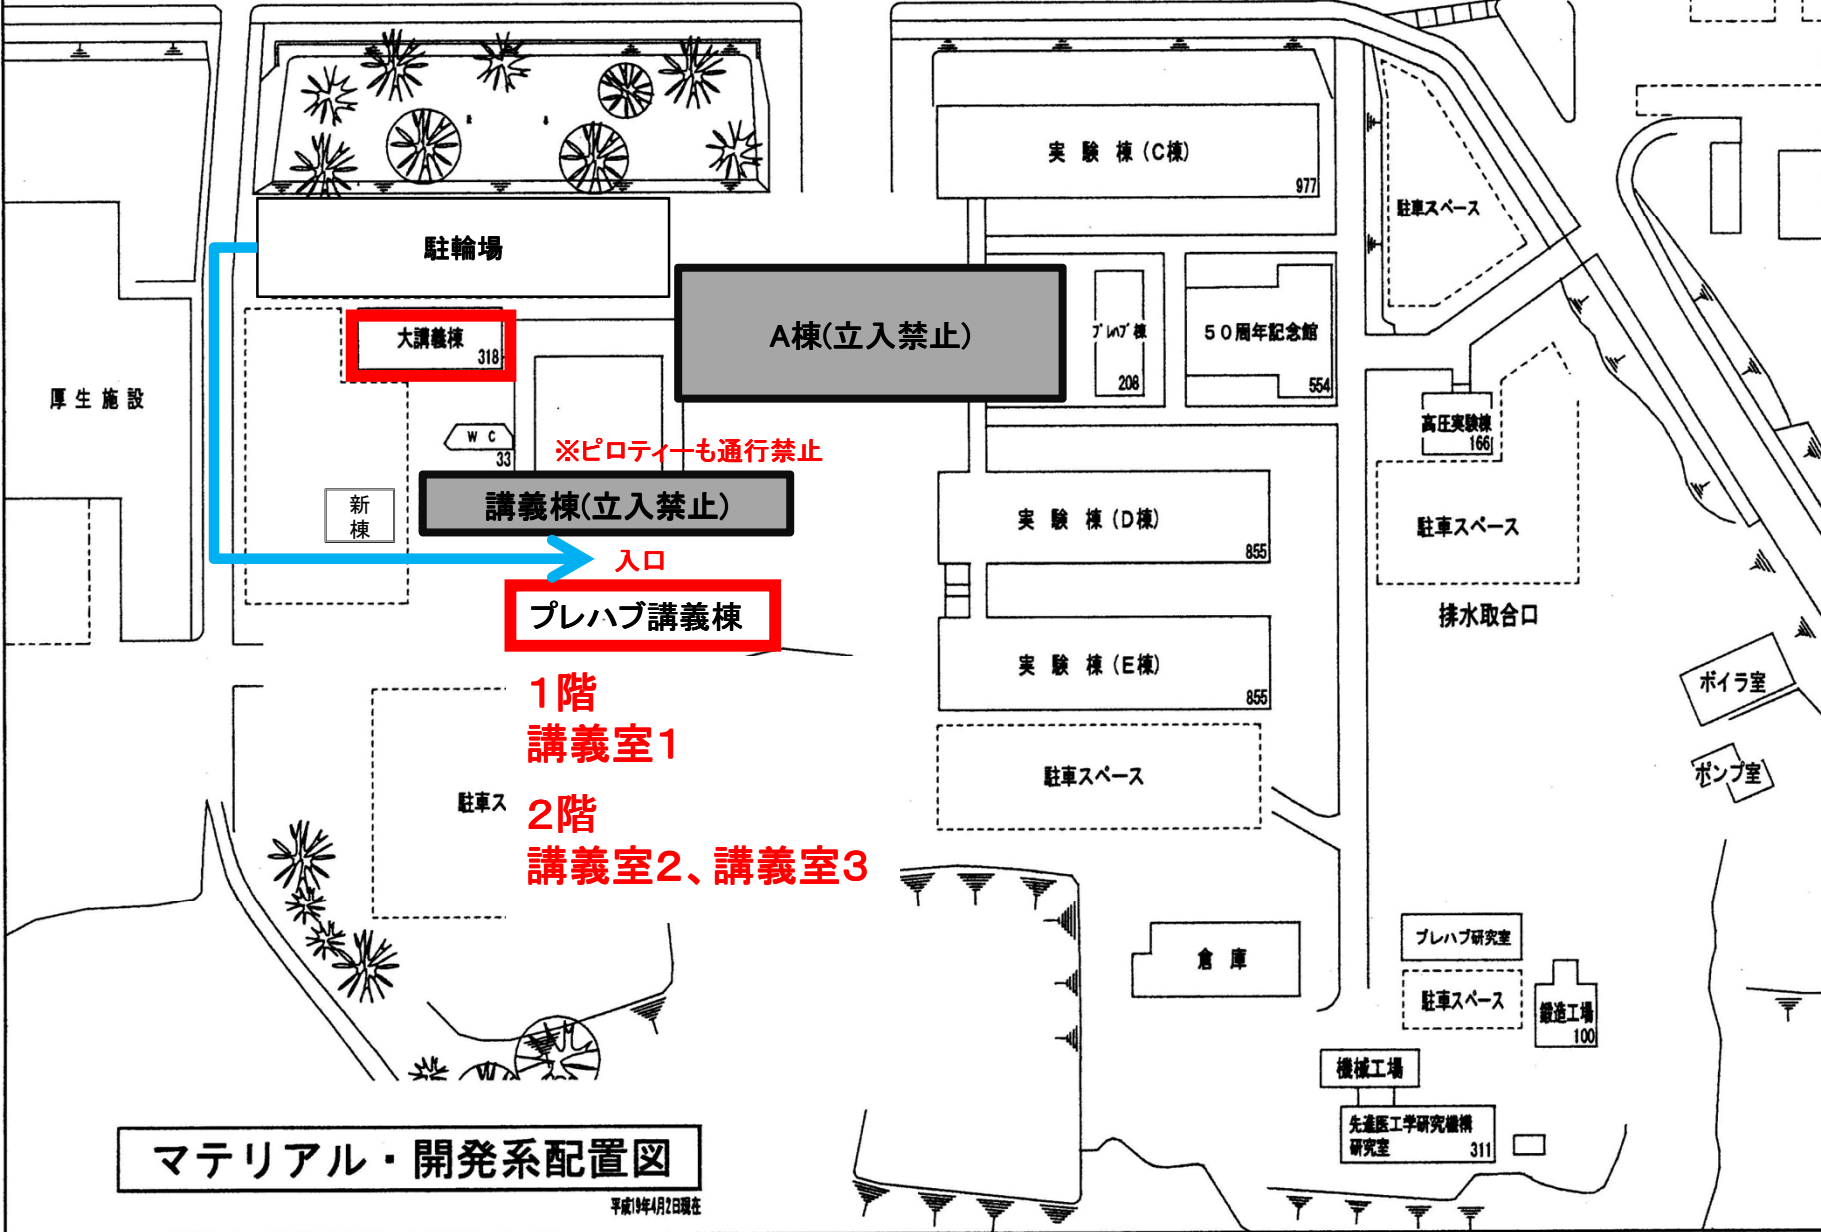 実験棟(C棟)
977
駐車スペース
駐輪場
大講義棟
318
A棟(立入禁止)
プレハブ棟
208
50周年記念館
554
厚生施設
WC
33
※ピロティーも通行禁止
高圧実験棟
166
新
棟
講義棟(立入禁止)
実験棟(D棟)
855
駐車スペース
入口
プレハブ講義棟
排水取合口
実験棟(E棟)
855
ボイラ室
1階
講義室1
駐車ス
2階
講義室2、講義室3
駐車スペース
ポンプ室
倉庫
プレハブ研究室
駐車スペース
鍛造工場
100
機械工場
先進医工学研究機構
研究室
311
マテリアル・開発系配置図
平成19年4月2日現在